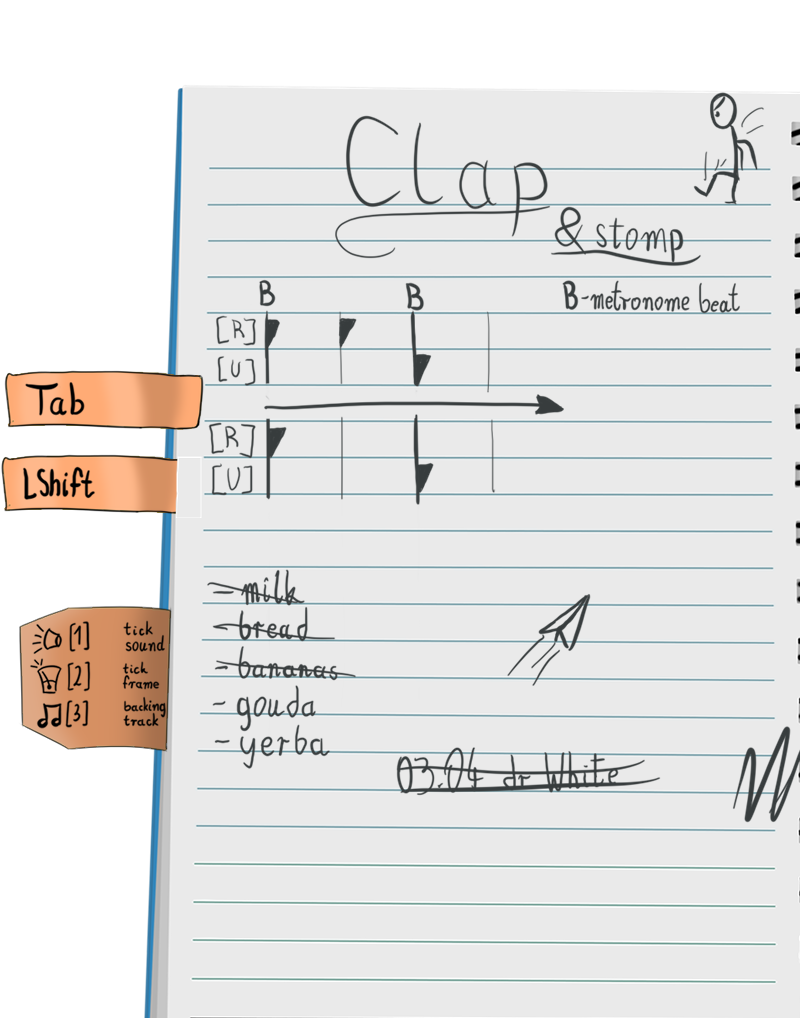 Clap
& stomp
B B B-metronome beat
[R]
[U]
Tab
[R]
[U]
LShift
- milk
- bread
- bananas
- gouda
- yerba
[1] tick sound
[2] tick frame
[3] backing track
03.04 dr White